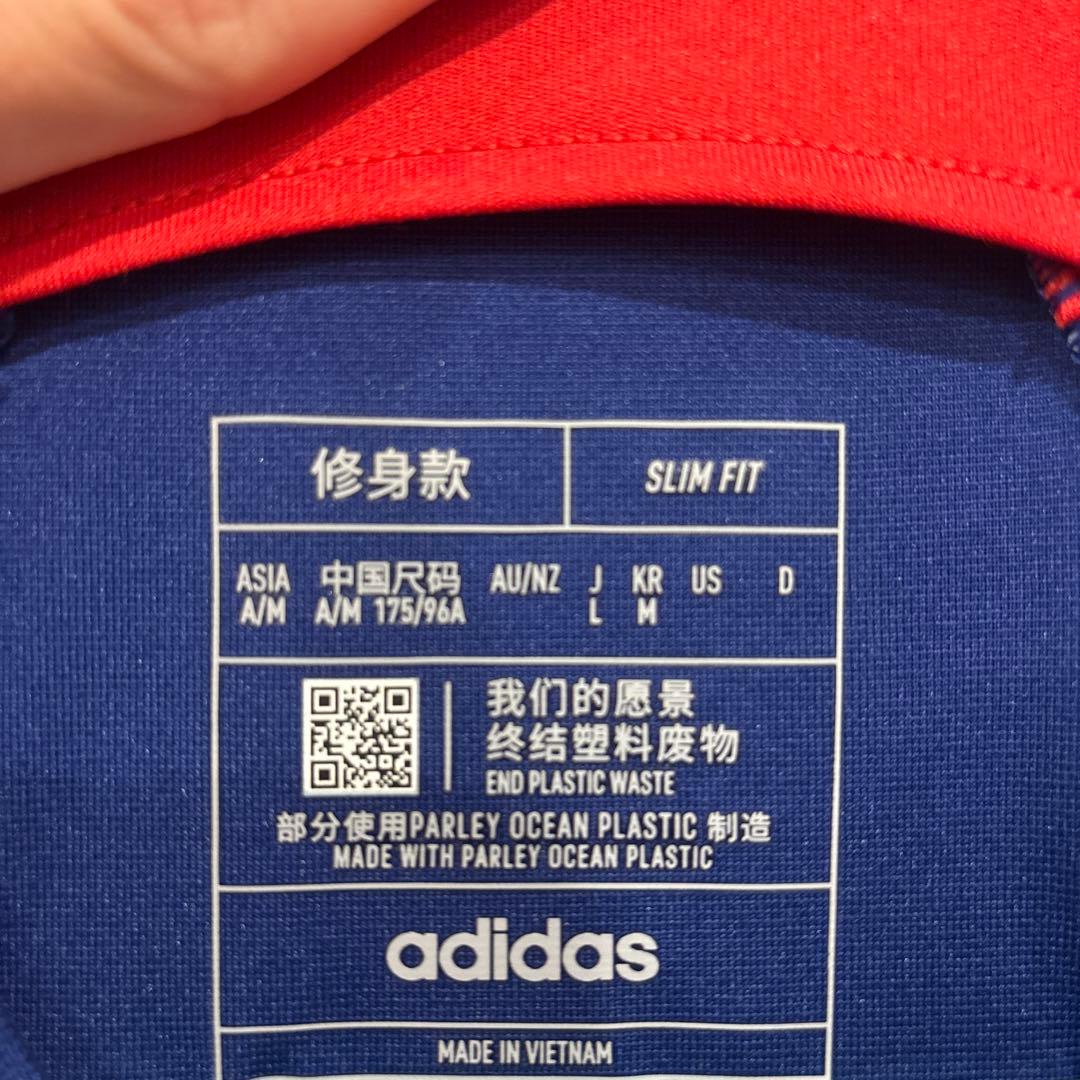 修身款 SLIM FIT
ASIA 中国尺码 AU/NZ J KR US D
A/M A/M 175/96A L M
我们的愿景
终结塑料废物
END PLASTIC WASTE
部分使用PARLEY OCEAN PLASTIC 制造
MADE WITH PARLEY OCEAN PLASTIC
adidas
MADE IN VIETNAM